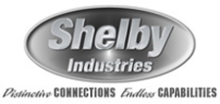 Shelby
Industries
Distinctive CONNECTIONS Endless CAPABILITIES